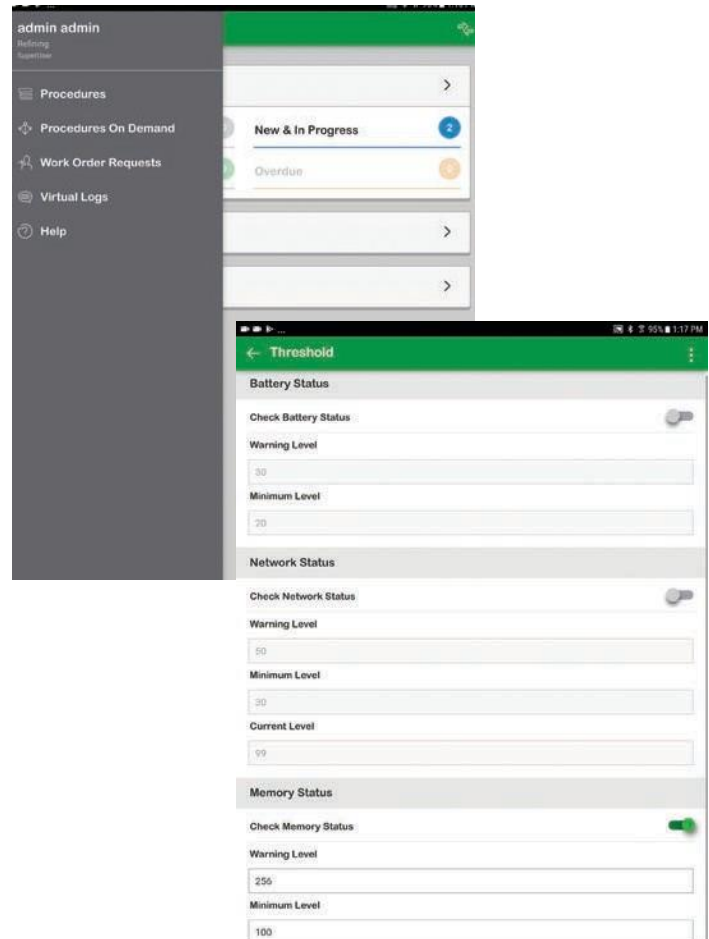 admin admin
Refining
SuperUser
Procedures
Procedures On Demand
New & In Progress
2
Work Order Requests
Overdue
0
Virtual Logs
Help
...
95% 1:17 PM
Threshold
Battery Status
Check Battery Status
Warning Level
30
Minimum Level
20
Network Status
Check Network Status
Warning Level
50
Minimum Level
30
Current Level
99
Memory Status
Check Memory Status
Warning Level
256
Minimum Level
100